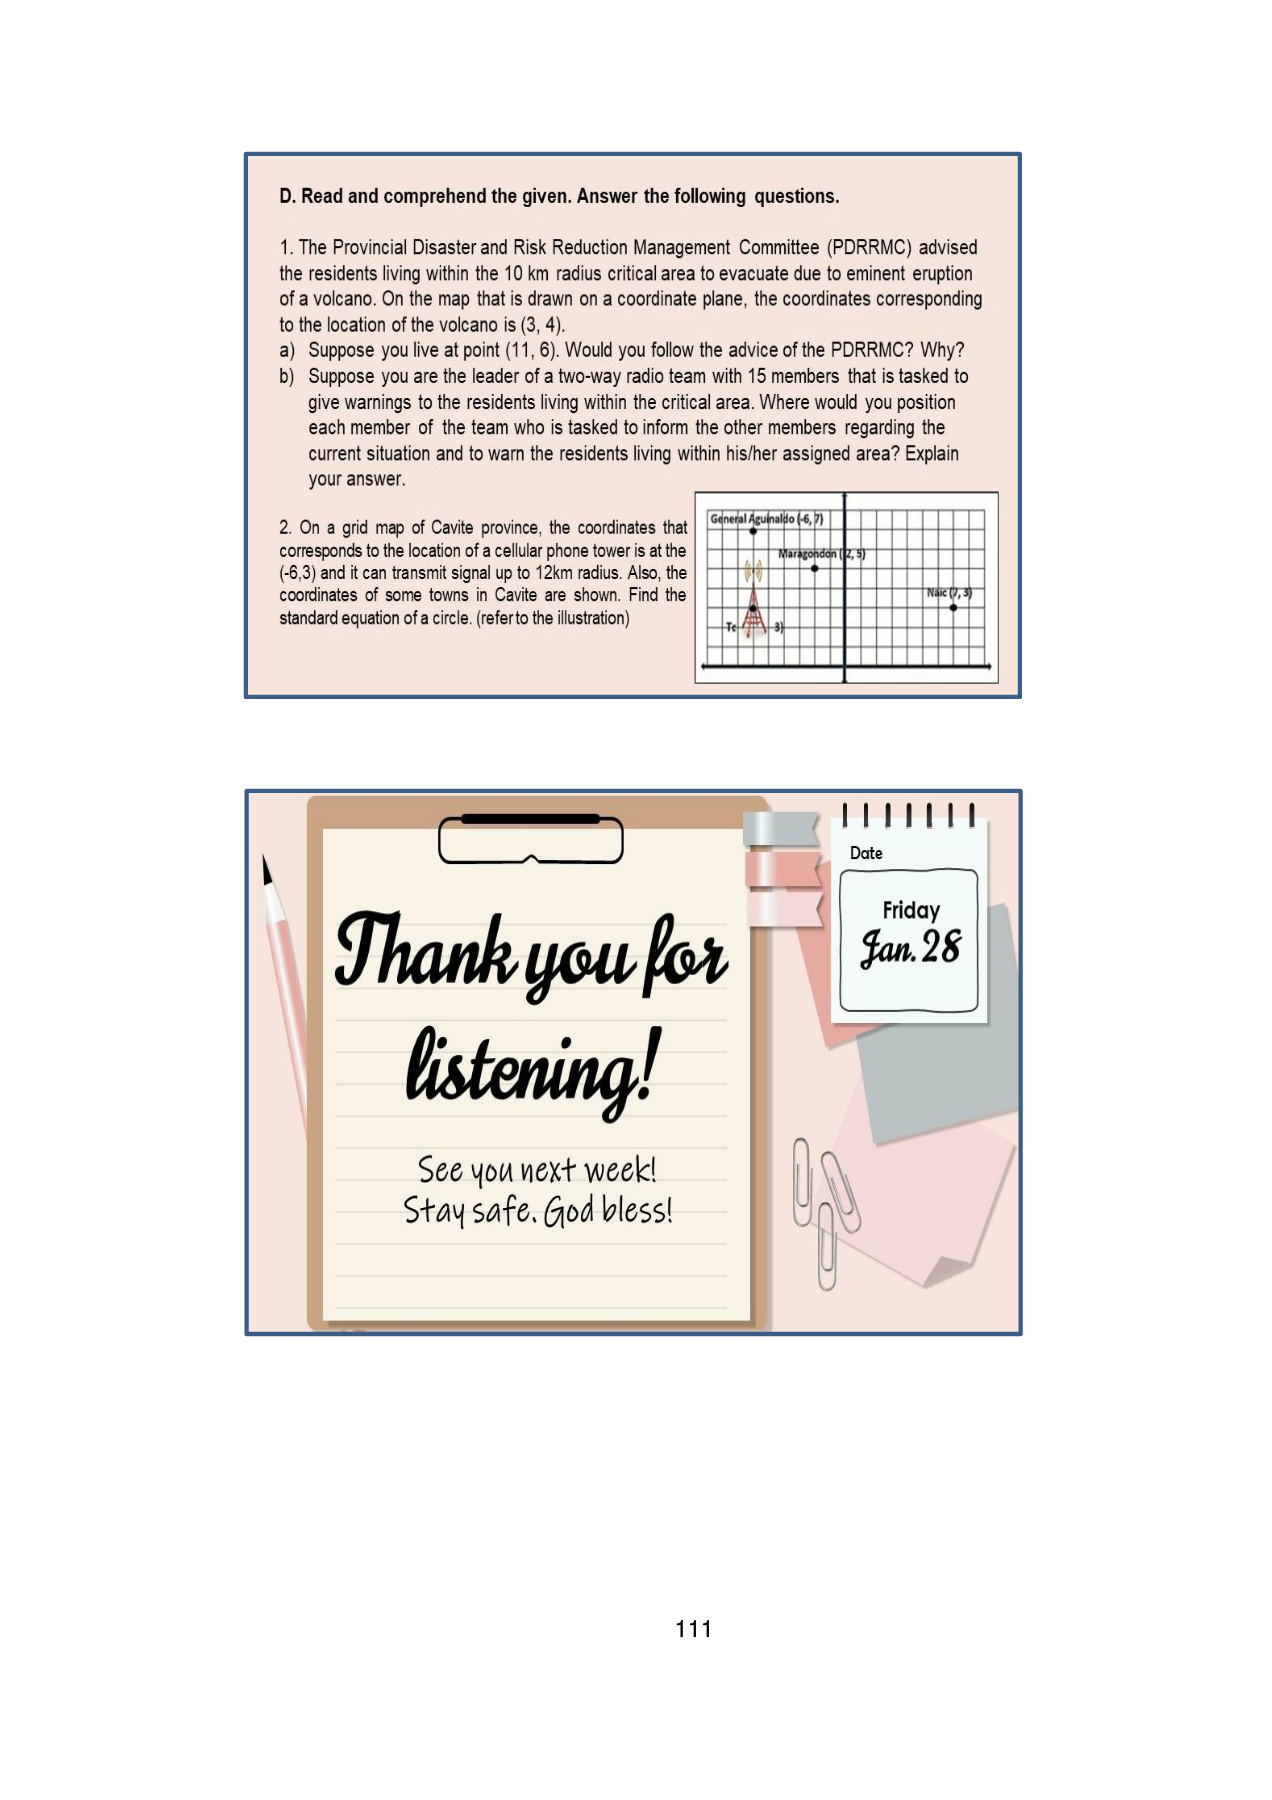 D. Read and comprehend the given. Answer the following questions.
1. The Provincial Disaster and Risk Reduction Management Committee (PDRRMC) advised
the residents living within the 10 km radius critical area to evacuate due to eminent eruption
of a volcano. On the map that is drawn on a coordinate plane, the coordinates corresponding
to the location of the volcano is (3, 4).
a) Suppose you live at point (11, 6). Would you follow the advice of the PDRRMC? Why?
b) Suppose you are the leader of a two-way radio team with 15 members that is tasked to
give warnings to the residents living within the critical area. Where would you position
each member of the team who is tasked to inform the other members regarding the
current situation and to warn the residents living within his/her assigned area? Explain
your answer.
2. On a grid map of Cavite province, the coordinates that
corresponds to the location of a cellular phone tower is at the
(-6,3) and it can transmit signal up to 12km radius. Also, the
coordinates of some towns in Cavite are shown. Find the
standard equation of a circle. (refer to the illustration)
General Aguinaldo (-6, 7)
Maragondon ( 2, 5)
Naic (7, 3)
3)
Thank you for
listening!
See you next week!
Stay safe. God bless!
Date
Friday
Jan. 28
111